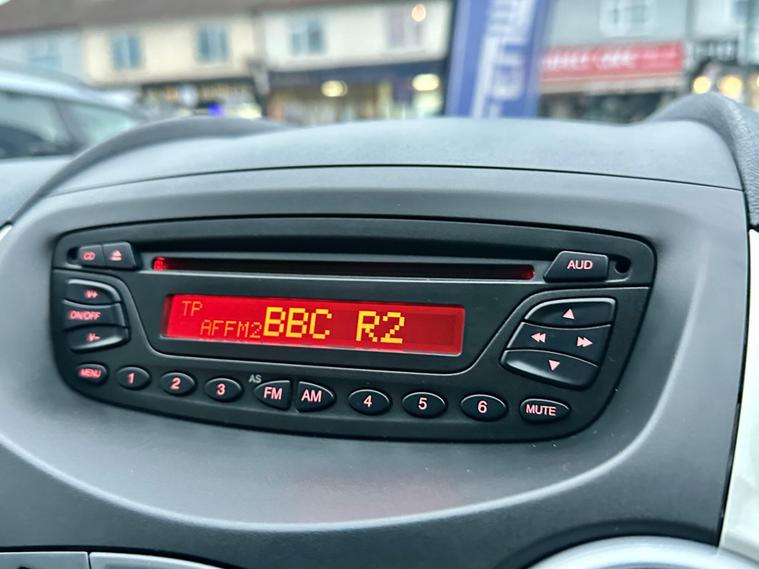 CD
AUD
V+
ON/OFF
V-
TP
AFFM2 BBC R2
MENU 1 2 3 AS FM AM 4 5 6 MUTE